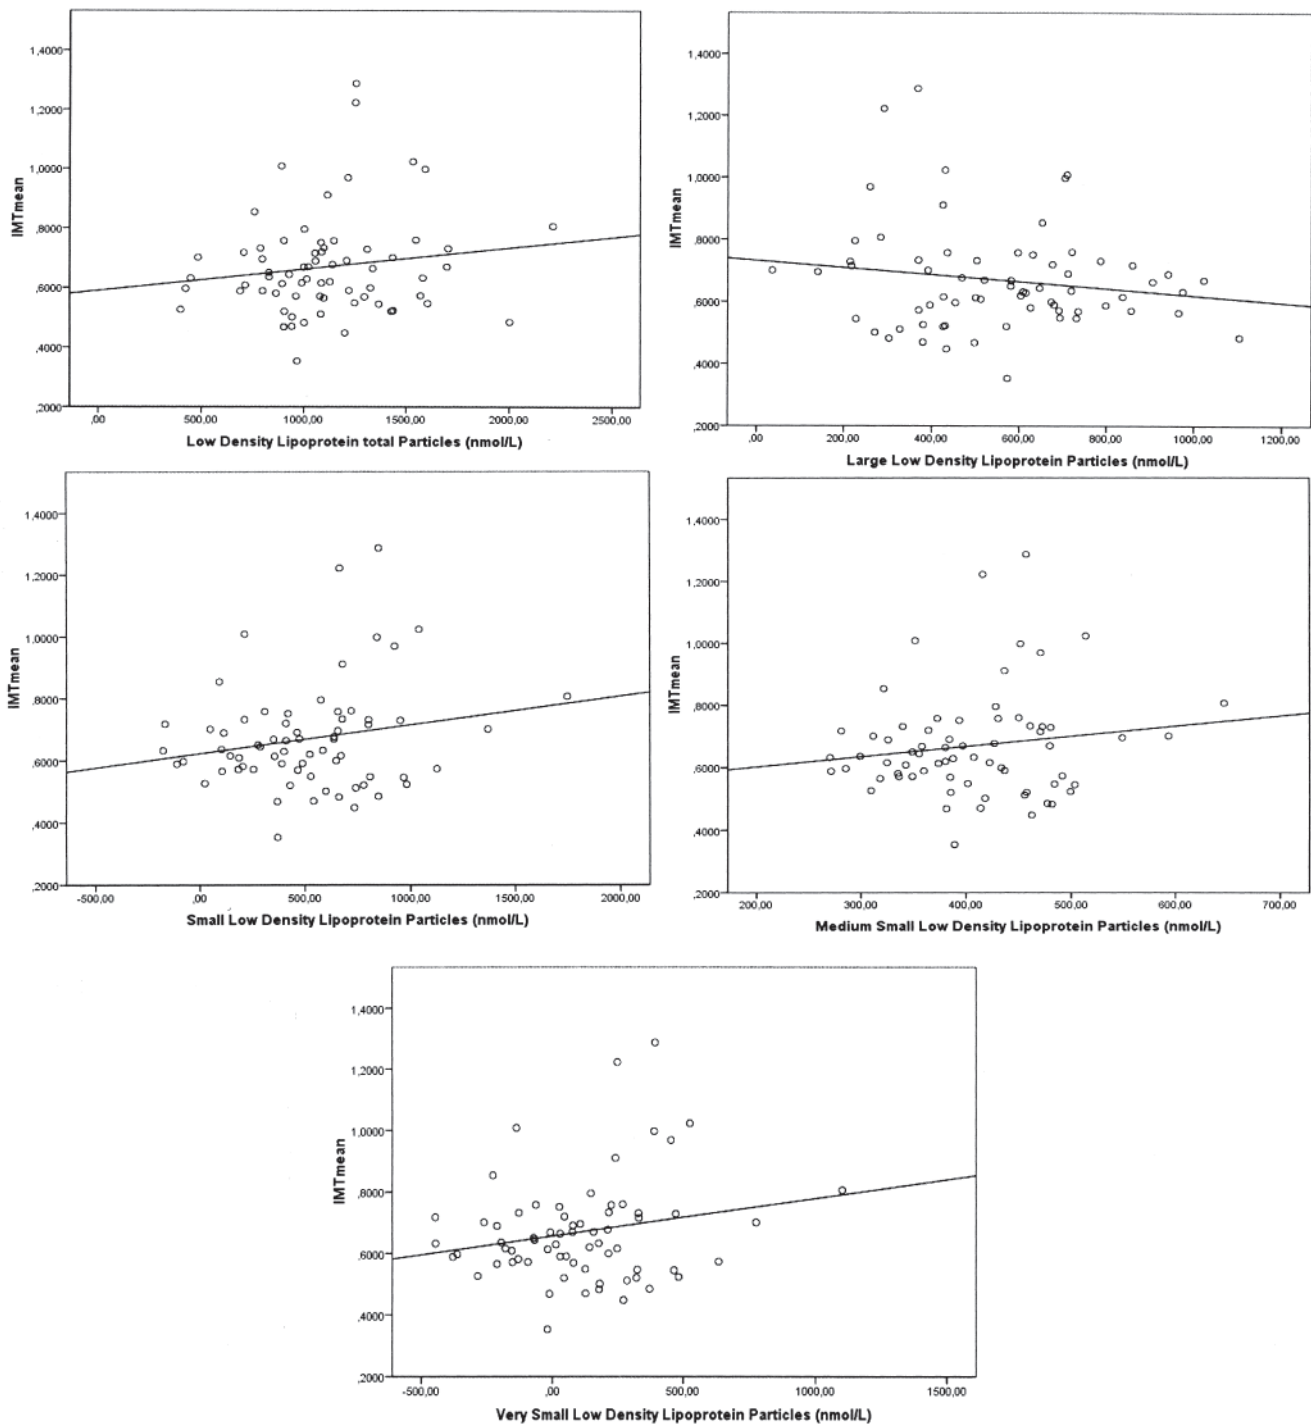 1,4000
1,2000
1,0000
,8000
,6000
,4000
,2000
IMTmean
,00 500,00 1000,00 1500,00 2000,00 2500,00
Low Density Lipoprotein total Particles (nmol/L)
1,4000
1,2000
1,0000
,8000
,6000
,4000
,2000
IMTmean
,00 200,00 400,00 600,00 800,00 1000,00 1200,00
Large Low Density Lipoprotein Particles (nmol/L)
1,4000
1,2000
1,0000
,8000
,6000
,4000
,2000
IMTmean
-500,00 ,00 500,00 1000,00 1500,00 2000,00
Small Low Density Lipoprotein Particles (nmol/L)
1,4000
1,2000
1,0000
,8000
,6000
,4000
,2000
IMTmean
200,00 300,00 400,00 500,00 600,00 700,00
Medium Small Low Density Lipoprotein Particles (nmol/L)
1,4000
1,2000
1,0000
,8000
,6000
,4000
,2000
IMTmean
-500,00 ,00 500,00 1000,00 1500,00
Very Small Low Density Lipoprotein Particles (nmol/L)